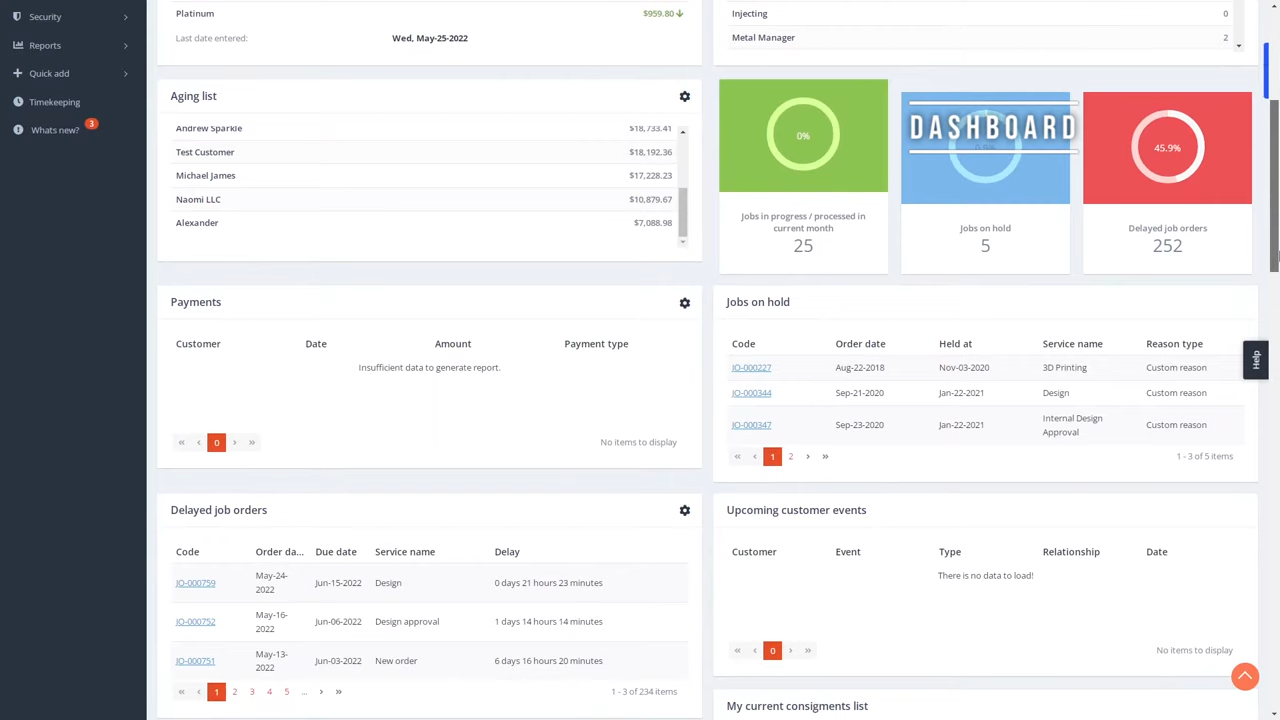 Security
Reports
Quick add
Timekeeping
Whats new? 3
Platinum $959.80
Last date entered: Wed, May-25-2022
Injecting 0
Metal Manager 2
Aging list
Andrew Sparkle $18,733.41
Test Customer $18,192.36
Michael James $17,228.23
Naomi LLC $10,879.67
Alexander $7,088.98
0%
Jobs in progress / processed in
current month
25
DASHBOARD
Jobs on hold
5
45.9%
Delayed job orders
252
Payments
Customer Date Amount Payment type
Insufficient data to generate report.
« ‹ 0 › » No items to display
Jobs on hold
Code Order date Held at Service name Reason type
JO-000227 Aug-22-2018 Nov-03-2020 3D Printing Custom reason
JO-000344 Sep-21-2020 Jan-22-2021 Design Custom reason
JO-000347 Sep-23-2020 Jan-22-2021 Internal Design Custom reason
Approval
« ‹ 1 2 › » 1 - 3 of 5 items
Help
Delayed job orders
Code Order da... Due date Service name Delay
JO-000759 May-24- Jun-15-2022 Design 0 days 21 hours 23 minutes
2022
JO-000752 May-16- Jun-06-2022 Design approval 1 days 14 hours 14 minutes
2022
JO-000751 May-13- Jun-03-2022 New order 6 days 16 hours 20 minutes
2022
« ‹ 1 2 3 4 5 ... › » 1 - 3 of 234 items
Upcoming customer events
Customer Event Type Relationship Date
There is no data to load!
« ‹ 0 › » No items to display
My current consigments list